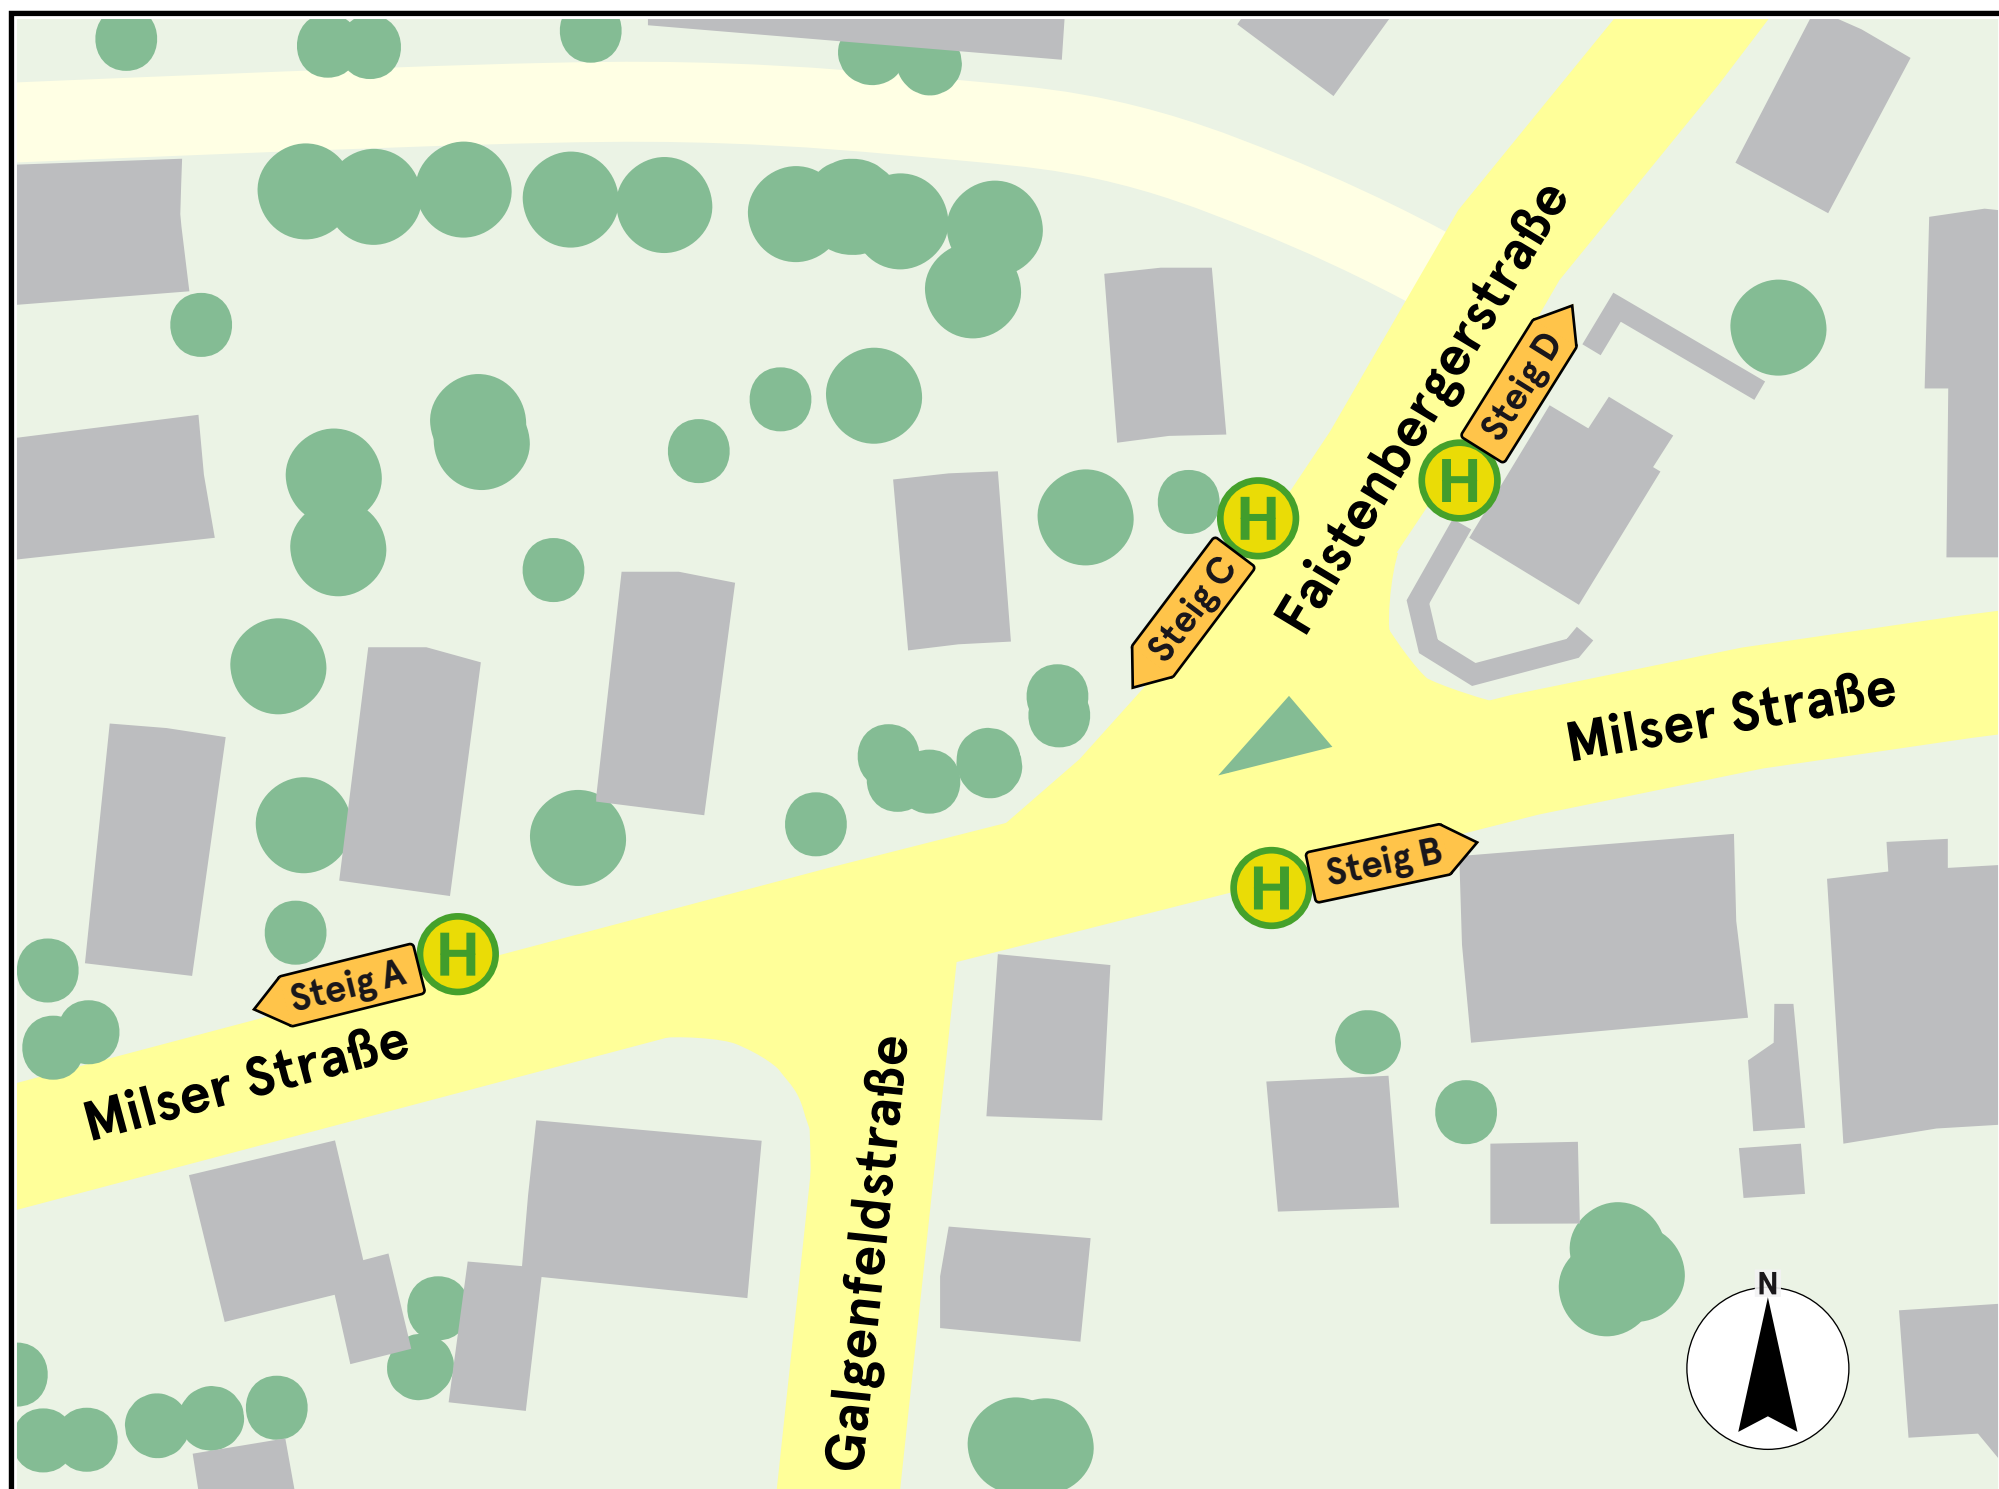 Faistenbergerstraße
Steig D
H
H
Steig C
Milser Straße
H
Steig B
H
Steig A
Milser Straße
Galgenfeldstraße
N